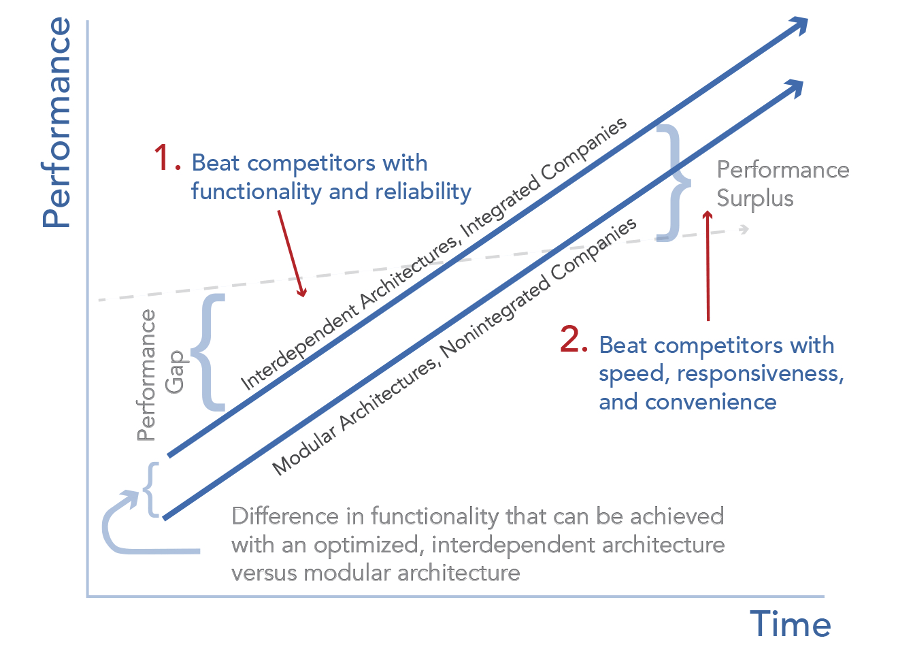 Performance
1. Beat competitors with
functionality and reliability
Interdependent Architectures, Integrated Companies
Modular Architectures, Nonintegrated Companies
Performance
Surplus
Performance
Gap
2. Beat competitors with
speed, responsiveness,
and convenience
Difference in functionality that can be achieved
with an optimized, interdependent architecture
versus modular architecture
Time